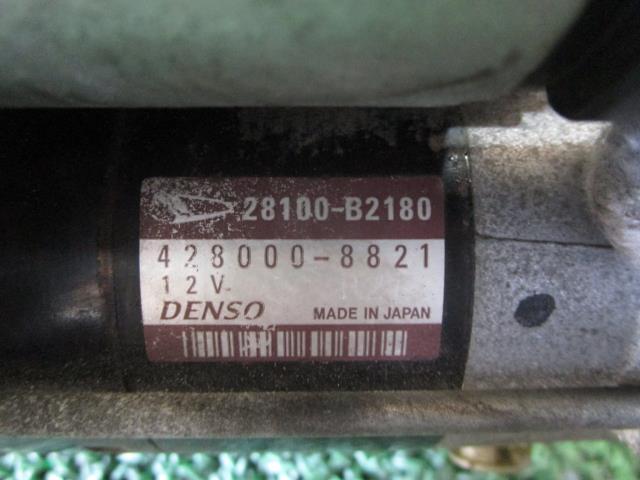 28100-B2180
428000-8821
12V
DENSO MADE IN JAPAN